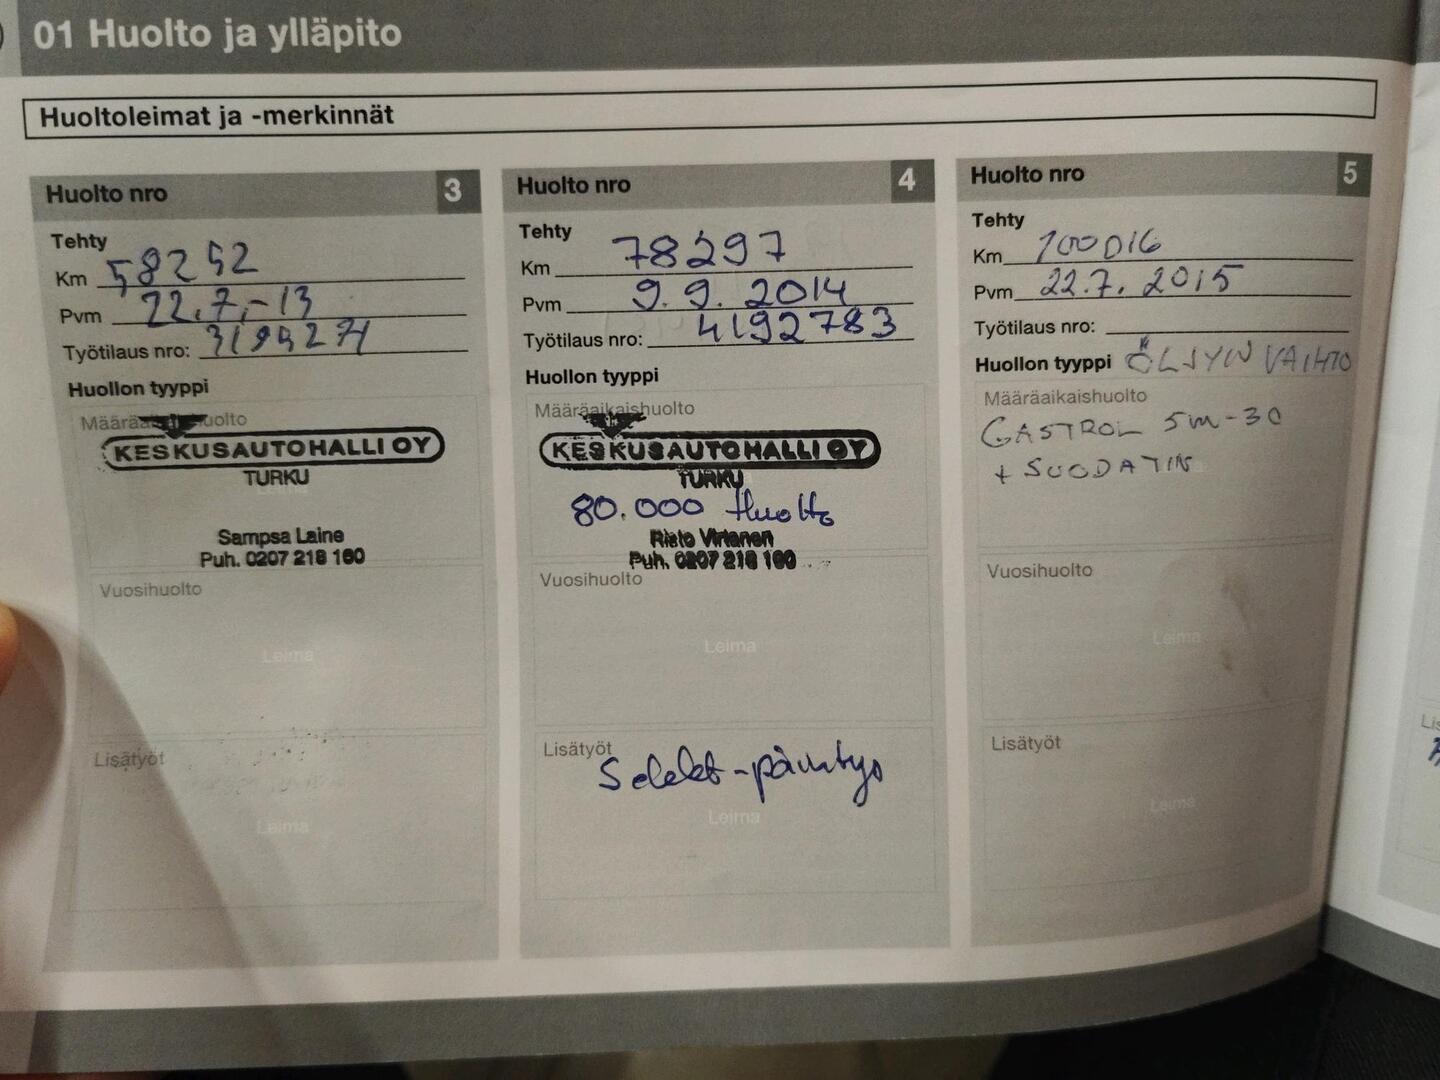 01 Huolto ja ylläpito
Huoltoleimat ja -merkinnät
Huolto nro 3
Tehty
Km 58252
Pvm 22.7.-13
Työtilaus nro:
Huollon tyyppi
Määräaikaishuolto
KESKUSAUTOHALLI OY
TURKU
Sampsa Laine
Puh. 0207 218 160
Vuosihuolto
Leima
Lisätyöt
Leima
Huolto nro 4
Tehty
Km 78297
Pvm 9.9.2014
Työtilaus nro: 4192783
Huollon tyyppi
Määräaikaishuolto
KESKUSAUTOHALLI OY
TURKU
80.000 Huolto
Risto Virtanen
Puh. 0207 218 160
Vuosihuolto
Leima
Lisätyöt
Selekt-päivitys
Leima
Huolto nro 5
Tehty
Km 100016
Pvm 22.7.2015
Työtilaus nro:
Huollon tyyppi ÖLJYN VAIHTO
Määräaikaishuolto
CASTROL 5W-30
+ SUODATIN
Vuosihuolto
Leima
Lisätyöt
Leima